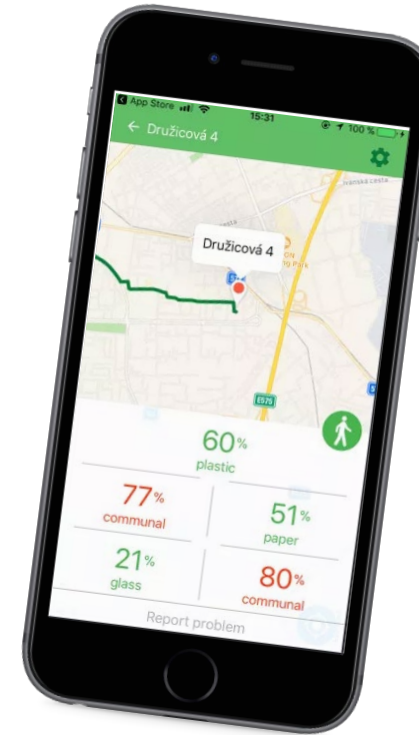 App Store
15:31
100 %
← Družicová 4
Družicová 4
E575
60%
plastic
77%
communal
51%
paper
21%
glass
80%
communal
Report problem